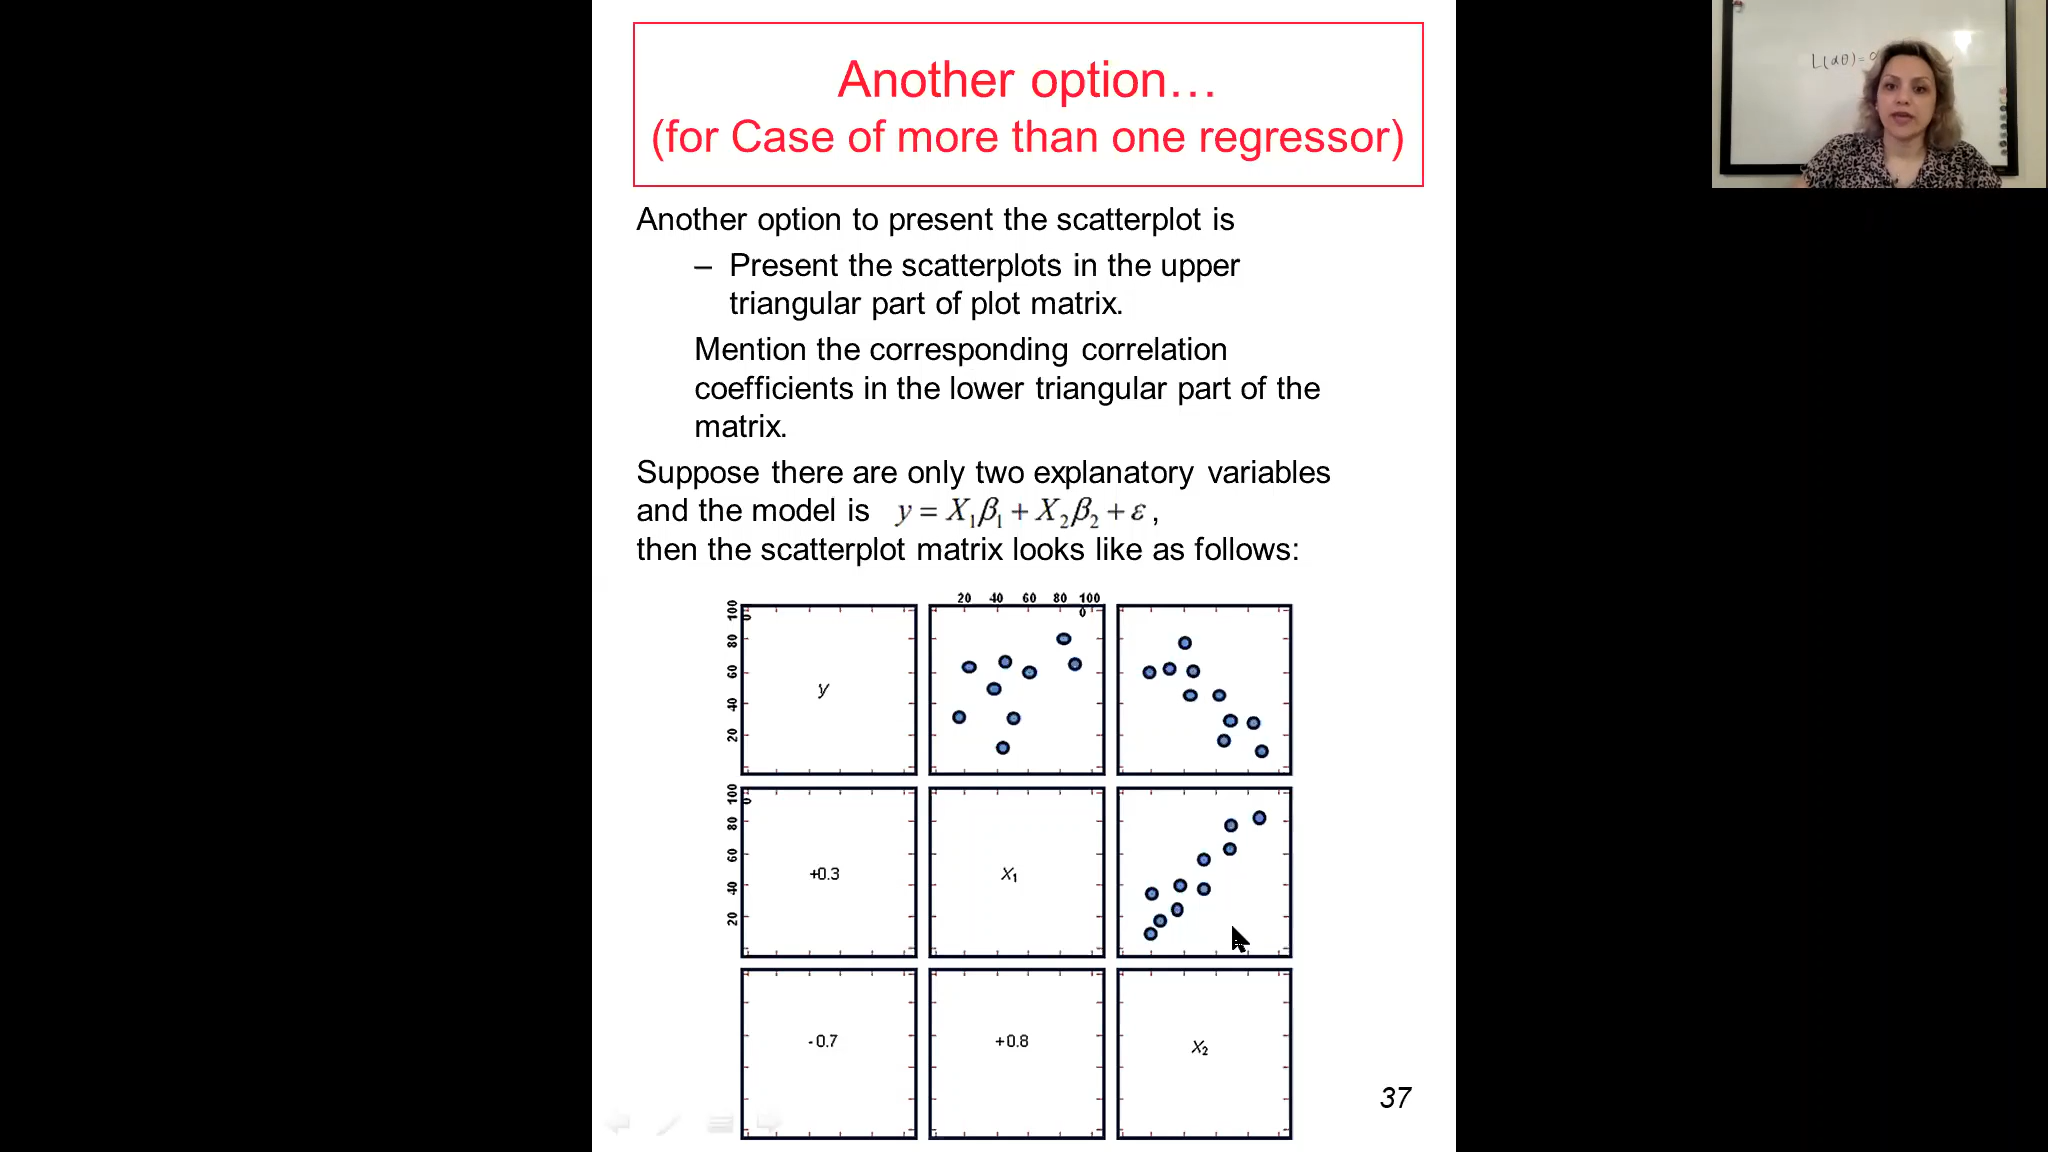 Another option…
(for Case of more than one regressor)
L(αθ)=
Another option to present the scatterplot is
– Present the scatterplots in the upper
triangular part of plot matrix.
Mention the corresponding correlation
coefficients in the lower triangular part of the
matrix.
Suppose there are only two explanatory variables
and the model is y = X₁β₁ + X₂β₂ + ε ,
then the scatterplot matrix looks like as follows:
20 40 60 80 100
0
100
0
80
60
40
20
y
100
0
80
60
40
20
+0.3
X₁
-0.7
+0.8
X₂
37